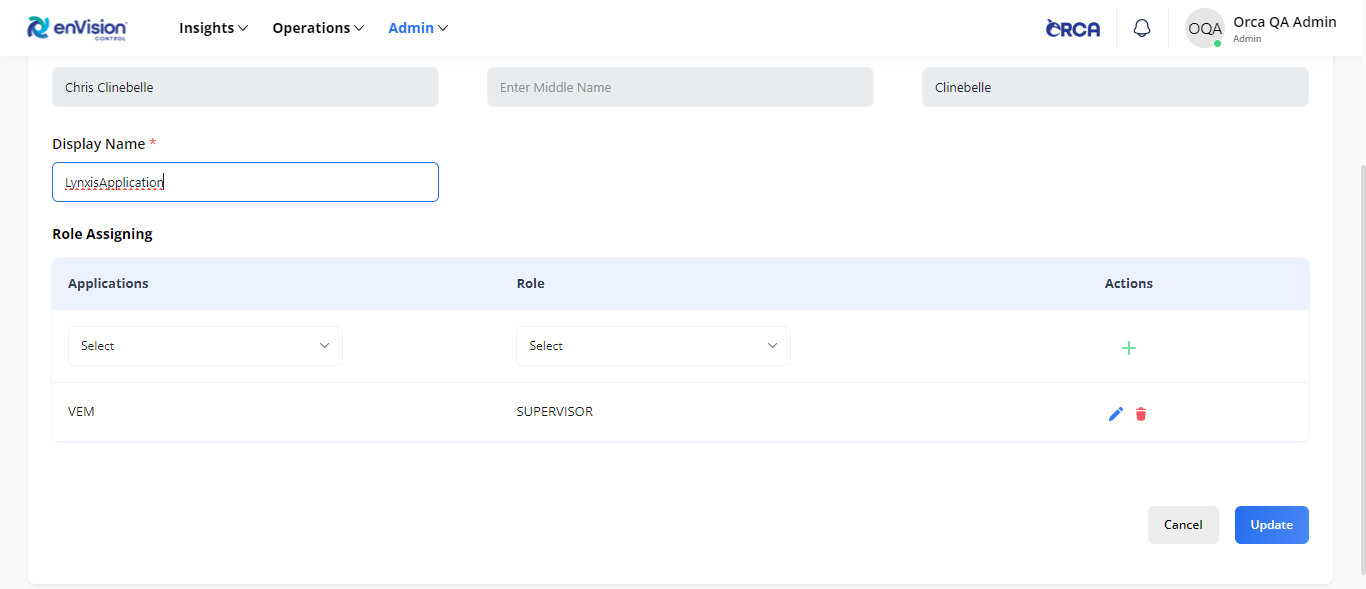 enVision
CONTROL
Insights
Operations
Admin
ORCA
OQA
Orca QA Admin
Admin
Chris Clinebelle
Enter Middle Name
Clinebelle
Display Name *
LynxisApplication
Role Assigning
Applications Role Actions
Select Select
VEM SUPERVISOR
Cancel Update